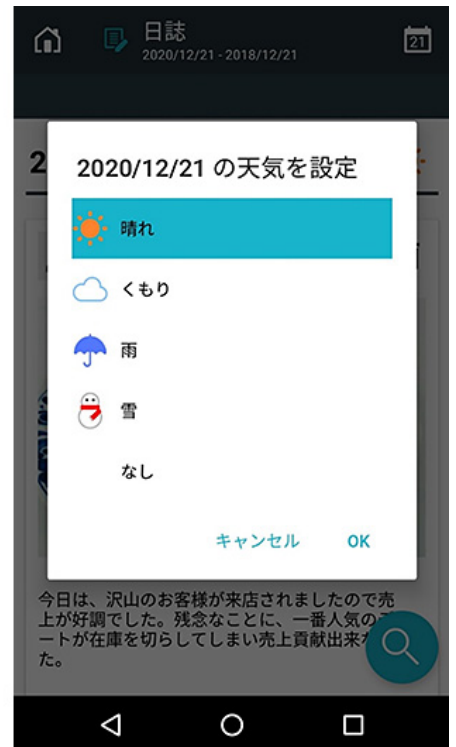 日誌
2020/12/21 - 2018/12/21
21
2
2020/12/21 の天気を設定
晴れ
くもり
雨
雪
なし
キャンセル OK
今日は、沢山のお客様が来店されましたので売
上が好調でした。残念なことに、一番人気の
ートが在庫を切らしてしまい売上貢献出来
た。